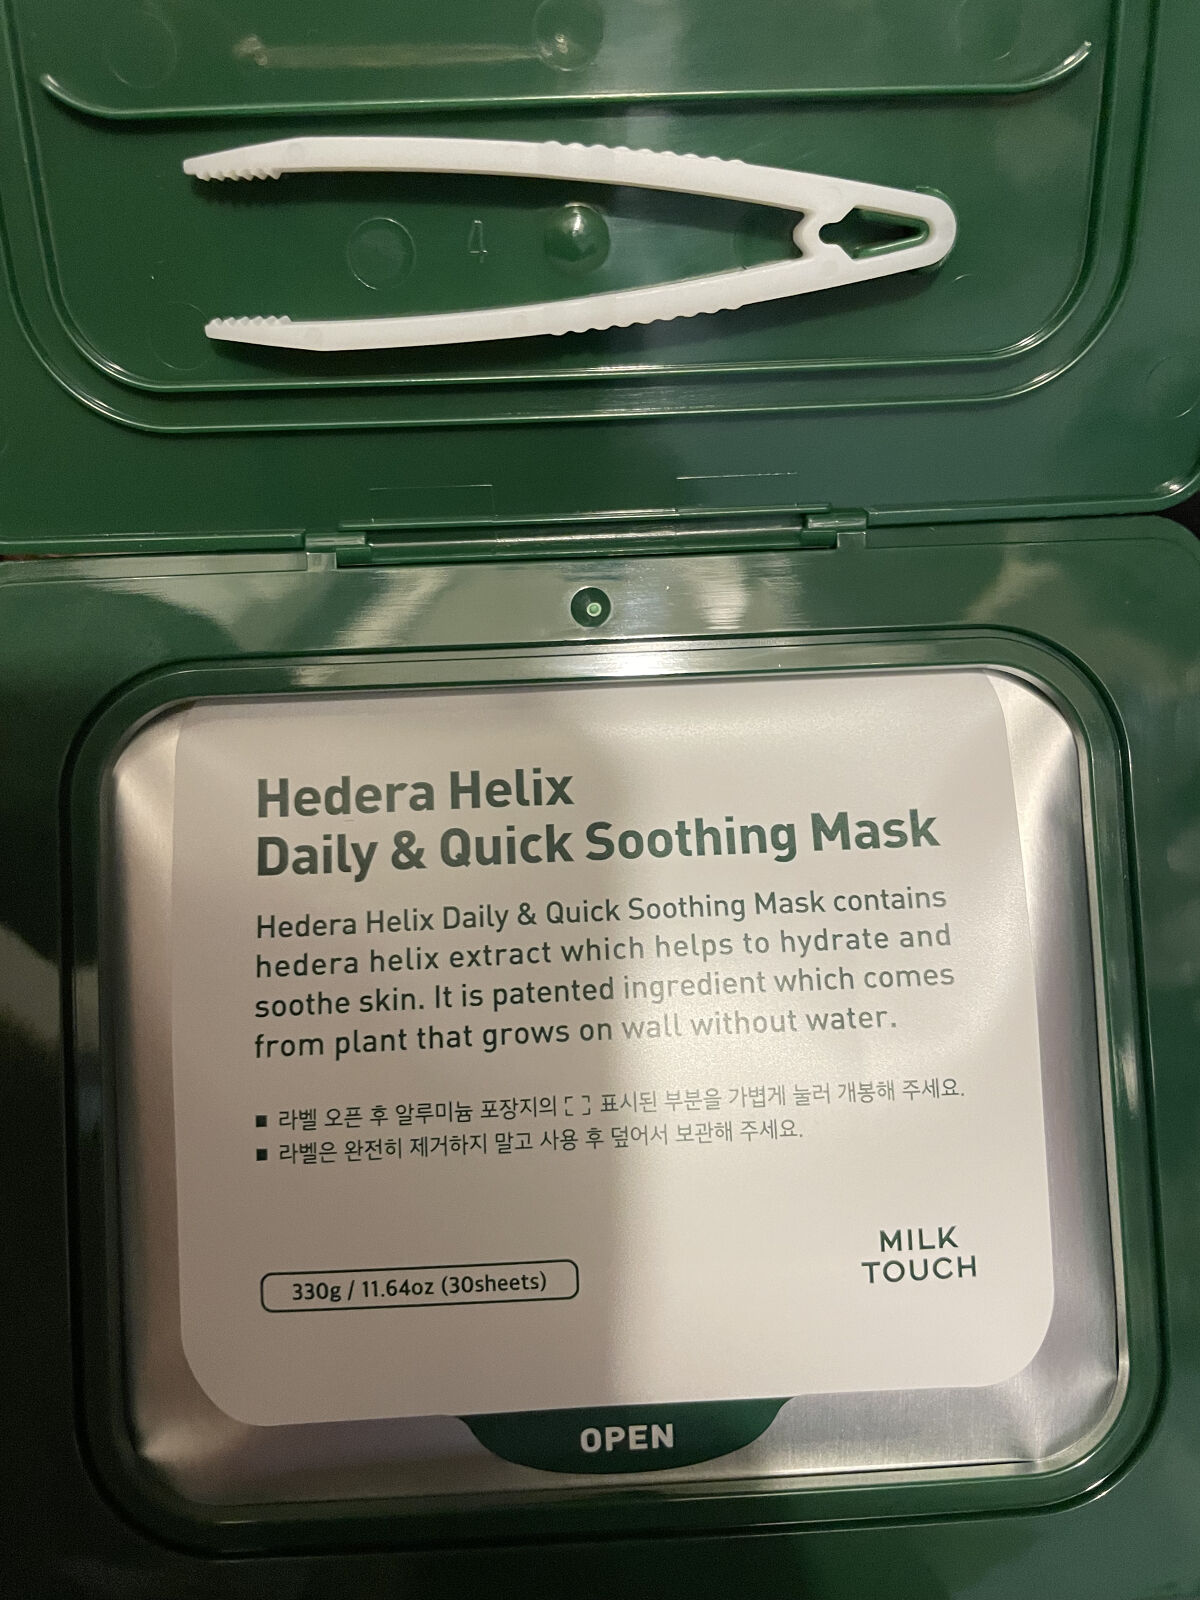 4
Hedera Helix
Daily & Quick Soothing Mask
Hedera Helix Daily & Quick Soothing Mask contains
hedera helix extract which helps to hydrate and
soothe skin. It is patented ingredient which comes
from plant that grows on wall without water.
■ 라벨 오픈 후 알루미늄 포장지의 [ ] 표시된 부분을 가볍게 눌러 개봉해 주세요.
■ 라벨은 완전히 제거하지 말고 사용 후 덮어서 보관해 주세요.
330g / 11.64oz (30sheets)
MILK
TOUCH
OPEN